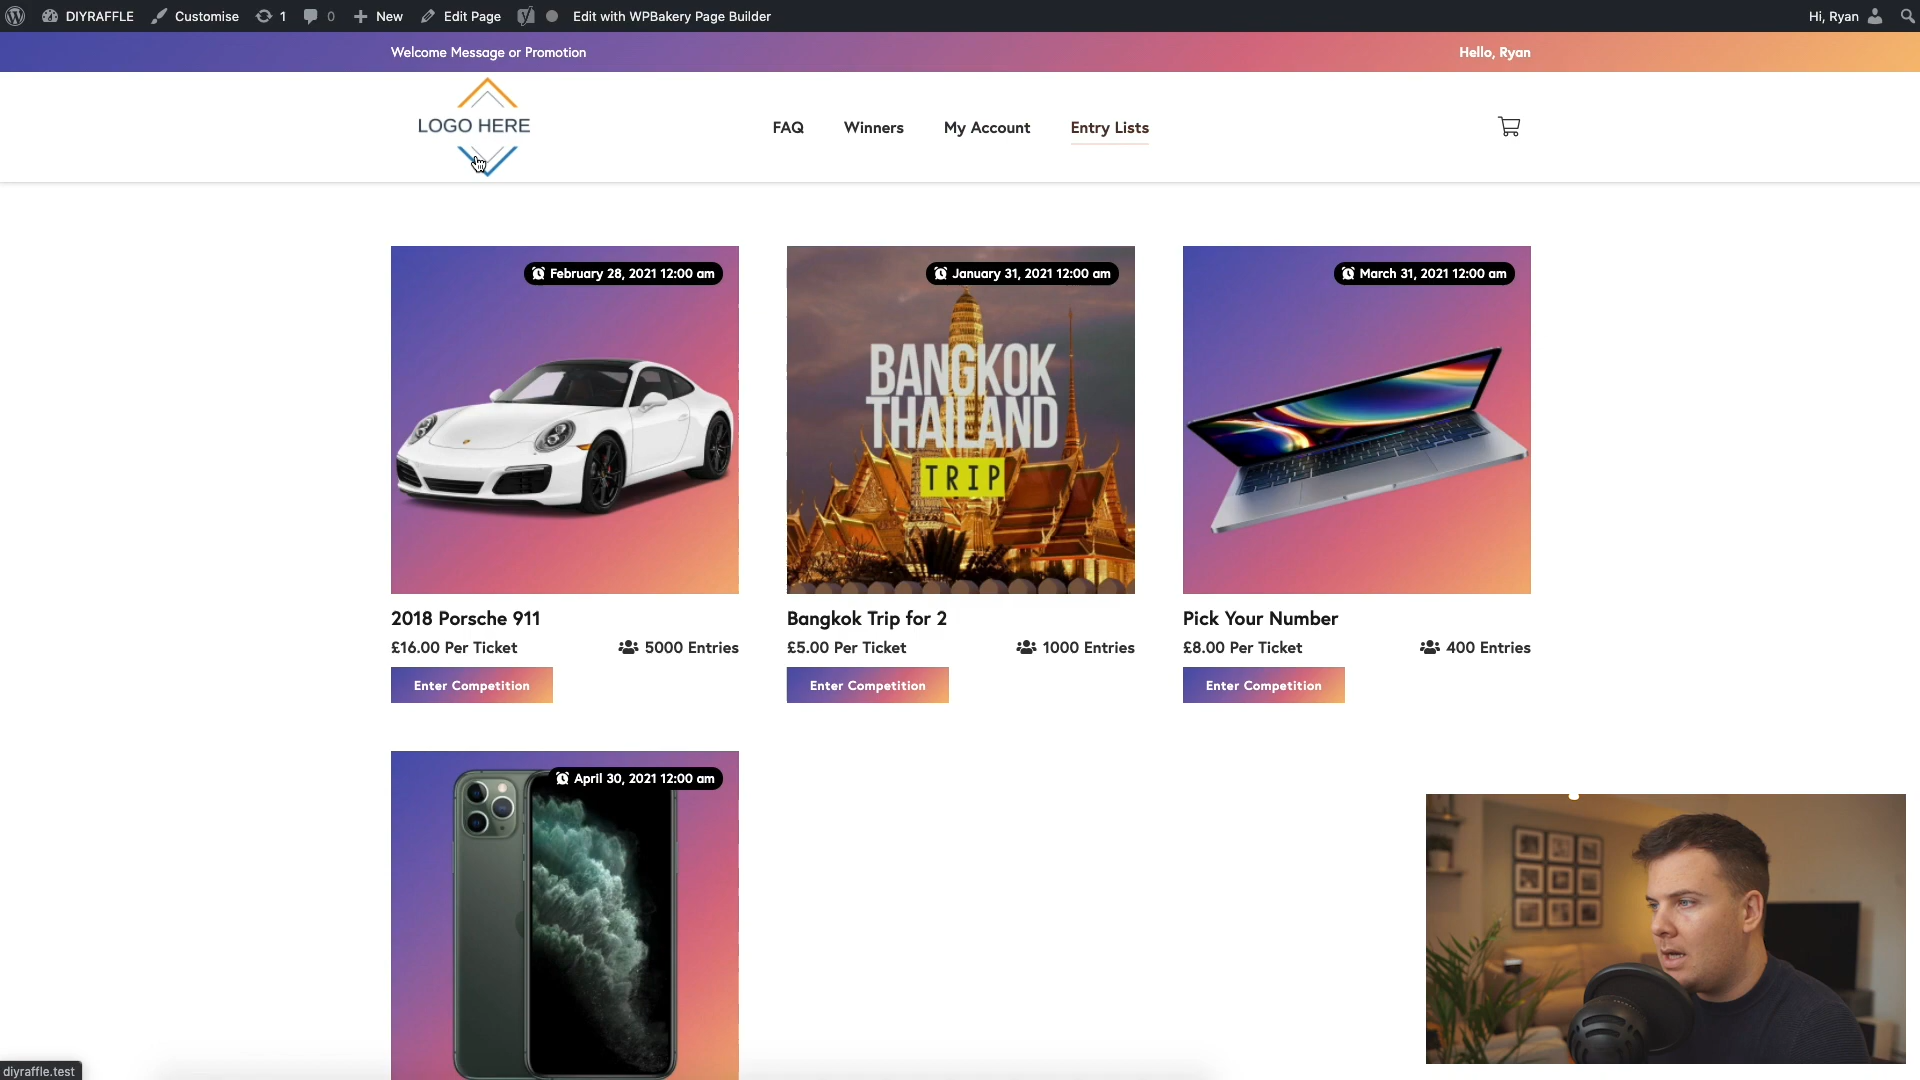 DIYRAFFLE Customise 1 0 New Edit Page Edit with WPBakery Page Builder Hi, Ryan
Welcome Message or Promotion Hello, Ryan
LOGO HERE
FAQ Winners My Account Entry Lists
February 28, 2021 12:00 am
January 31, 2021 12:00 am
March 31, 2021 12:00 am
BANGKOK
THAILAND
TRIP
2018 Porsche 911
£16.00 Per Ticket 5000 Entries
Enter Competition
Bangkok Trip for 2
£5.00 Per Ticket 1000 Entries
Enter Competition
Pick Your Number
£8.00 Per Ticket 400 Entries
Enter Competition
April 30, 2021 12:00 am
diyraffle.test